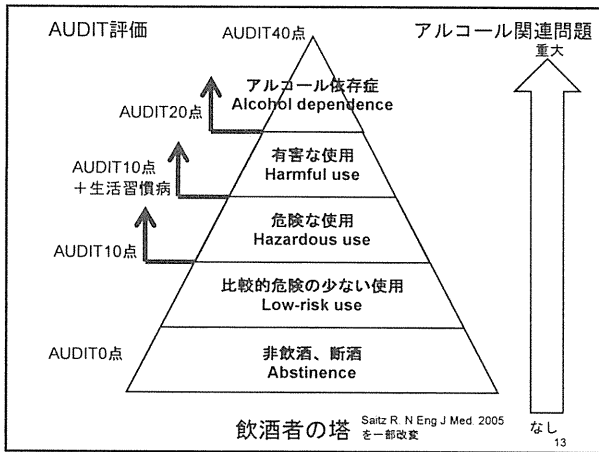 AUDIT評価
AUDIT40点
アルコール関連問題
重大
アルコール依存症
Alcohol dependence
AUDIT20点
有害な使用
Harmful use
AUDIT10点
+生活習慣病
危険な使用
Hazardous use
AUDIT10点
比較的危険の少ない使用
Low-risk use
AUDIT0点
非飲酒、断酒
Abstinence
飲酒者の塔
Saitz R. N Eng J Med. 2005
を一部改変
なし
13